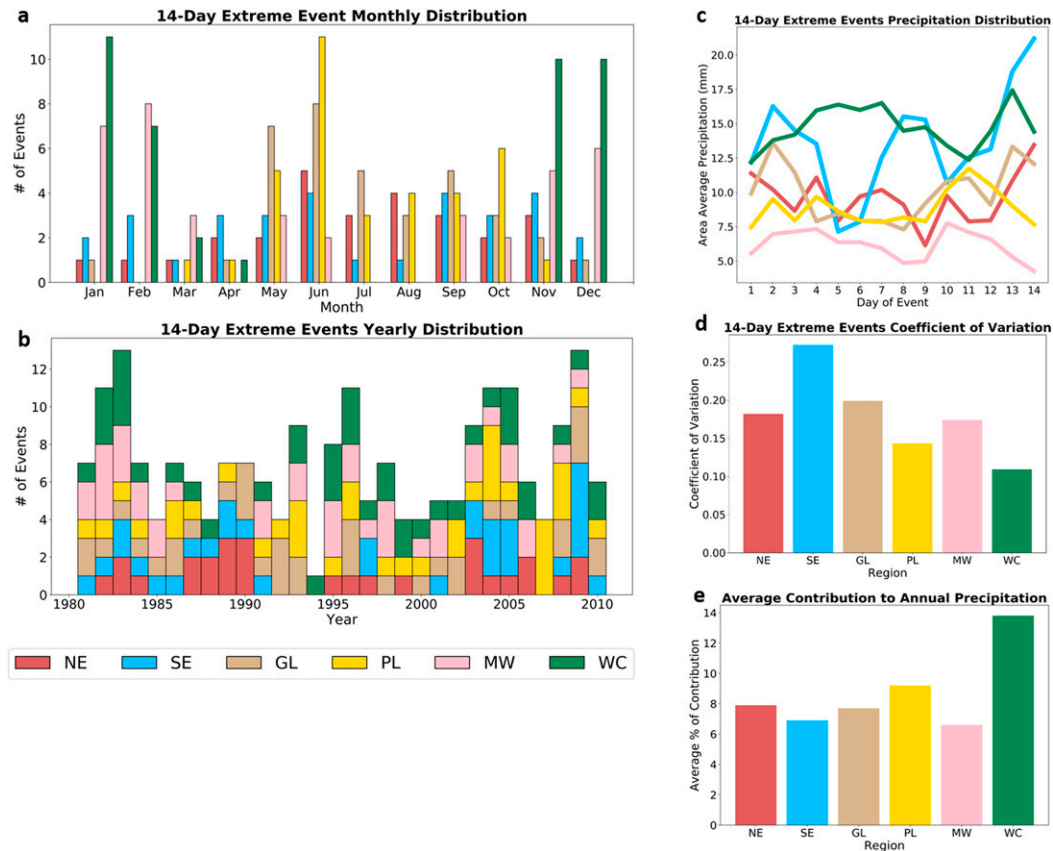 a
14-Day Extreme Event Monthly Distribution
# of Events
10
8
6
4
2
0
Jan Feb Mar Apr May Jun Jul Aug Sep Oct Nov Dec
Month
b
14-Day Extreme Events Yearly Distribution
# of Events
12
10
8
6
4
2
0
1980 1985 1990 1995 2000 2005 2010
Year
NE SE GL PL MW WC
c
14-Day Extreme Events Precipitation Distribution
Area Average Precipitation (mm)
20.0
17.5
15.0
12.5
10.0
7.5
5.0
1 2 3 4 5 6 7 8 9 10 11 12 13 14
Day of Event
d
14-Day Extreme Events Coefficient of Variation
Coefficient of Variation
0.25
0.20
0.15
0.10
0.05
0.00
NE SE GL PL MW WC
Region
e
Average Contribution to Annual Precipitation
Average % of Contribution
14
12
10
8
6
4
2
0
NE SE GL PL MW WC
Region